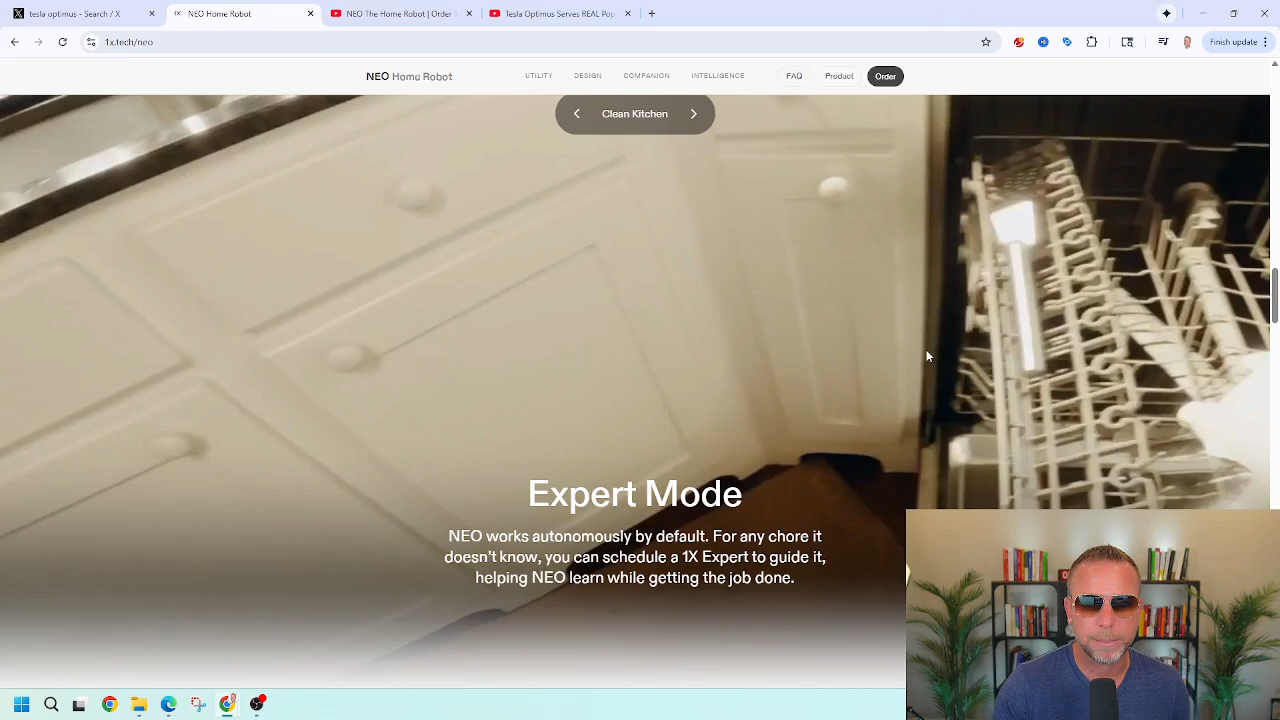 tesla optimus - Search / X
NEO Home Robot
NEO The Home Robot | Order T
Tesla Optimus Serves REAL Pop
1x.tech/neo
Finish update
NEO Home Robot
UTILITY
DESIGN
COMPANION
INTELLIGENCE
FAQ
Product
Order
Clean Kitchen
Expert Mode
NEO works autonomously by default. For any chore it
doesn't know, you can schedule a 1X Expert to guide it,
helping NEO learn while getting the job done.